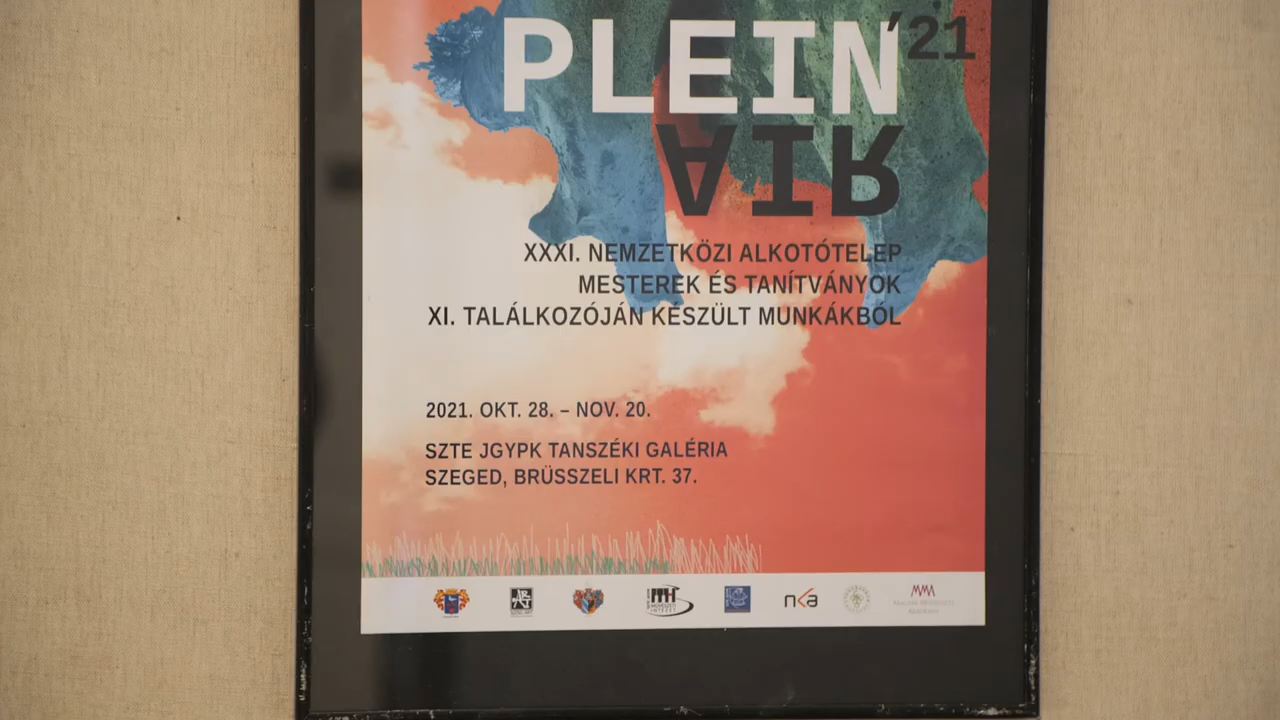 PLEIN '21
AIR
XXXI. NEMZETKÖZI ALKOTÓTELEP
MESTEREK ÉS TANÍTVÁNYOK
XI. TALÁLKOZÓJÁN KÉSZÜLT MUNKÁKBÓL
2021. OKT. 28. – NOV. 20.
SZTE JGYPK TANSZÉKI GALÉRIA
SZEGED, BRÜSSZELI KRT. 37.
nka